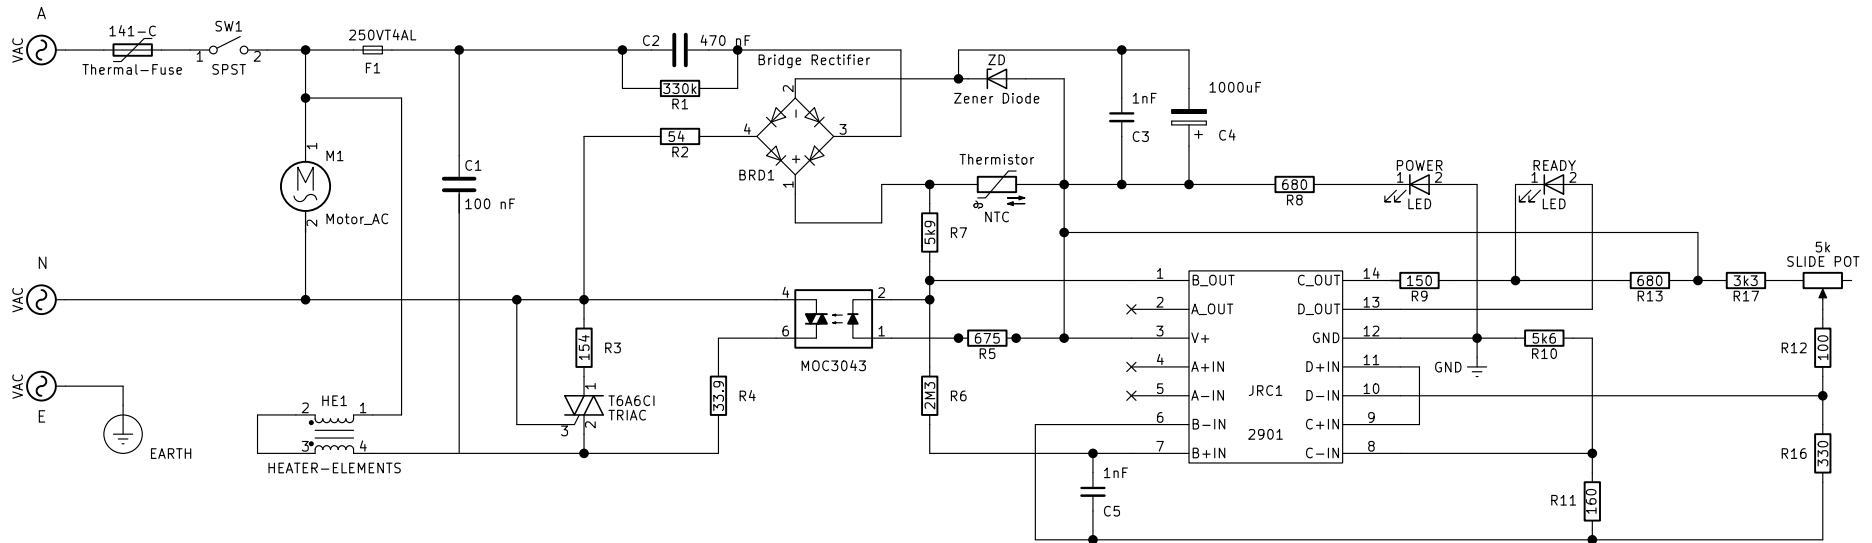 A
VAC
141-C
Thermal-Fuse
SW1
1 2
SPST
250VT4AL
F1
C2 470 nF
330k
R1
Bridge Rectifier
2
4 − 3
+
1
BRD1
54
R2
ZD
Zener Diode
1nF
C3
1000uF
+ C4
1
M1
M
Motor_AC
2
C1
100 nF
Thermistor
θ
NTC
5k9 R7
680
R8
POWER
1 2
LED
READY
1 2
LED
N
VAC
4 2
6 1
MOC3043
154 R3
675
R5
33.9 R4
2M3 R6
1 B_OUT C_OUT 14
2 A_OUT D_OUT 13
3 V+ GND 12
4 A+IN D+IN 11
5 A-IN D-IN 10
6 B-IN C+IN 9
7 B+IN C-IN 8
JRC1
2901
150
R9
680
R13
3k3
R17
5k
SLIDE POT
GND
5k6
R10
R12 100
R16 330
R11 160
1nF
C5
VAC
E
EARTH
HE1
2 1
3 4
HEATER-ELEMENTS
1
T6A6CI
TRIAC
3 2